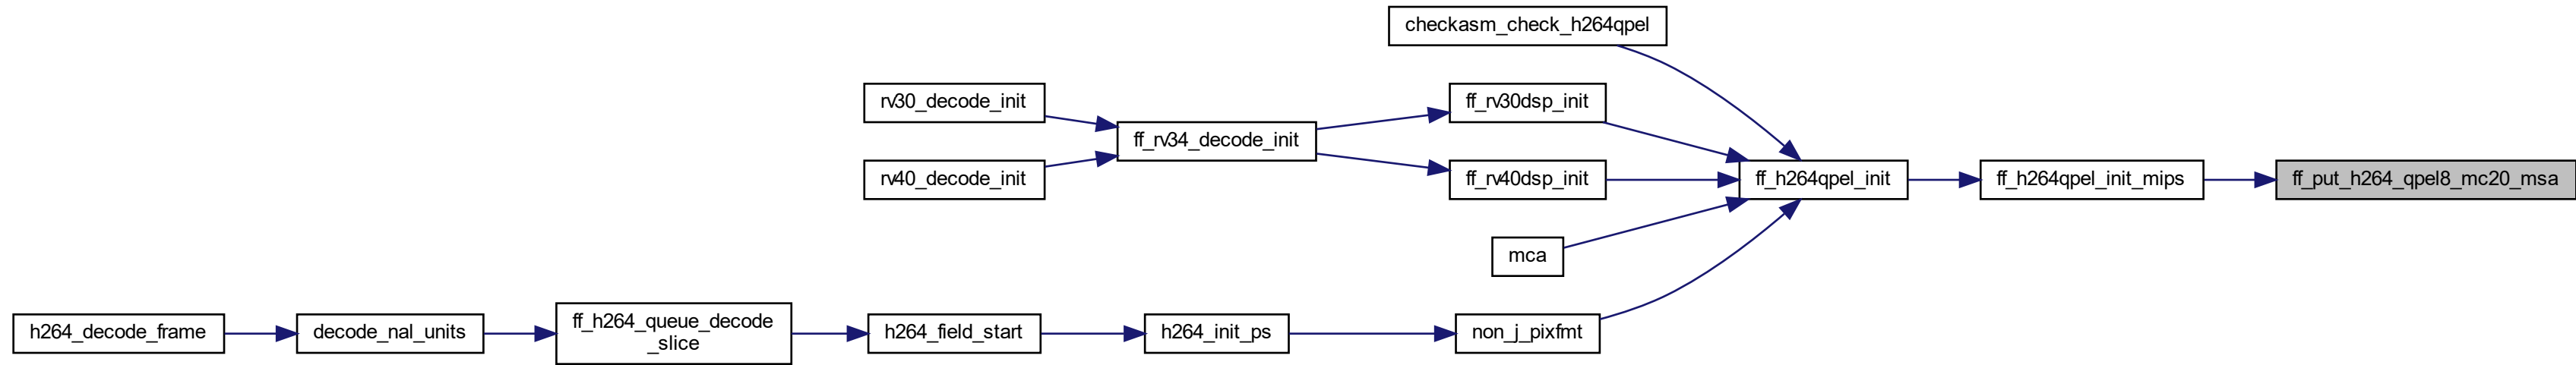 checkasm_check_h264qpel
rv30_decode_init
ff_rv30dsp_init
ff_rv34_decode_init
rv40_decode_init
ff_rv40dsp_init
ff_h264qpel_init
ff_h264qpel_init_mips
ff_put_h264_qpel8_mc20_msa
mca
h264_decode_frame
decode_nal_units
ff_h264_queue_decode
_slice
h264_field_start
h264_init_ps
non_j_pixfmt